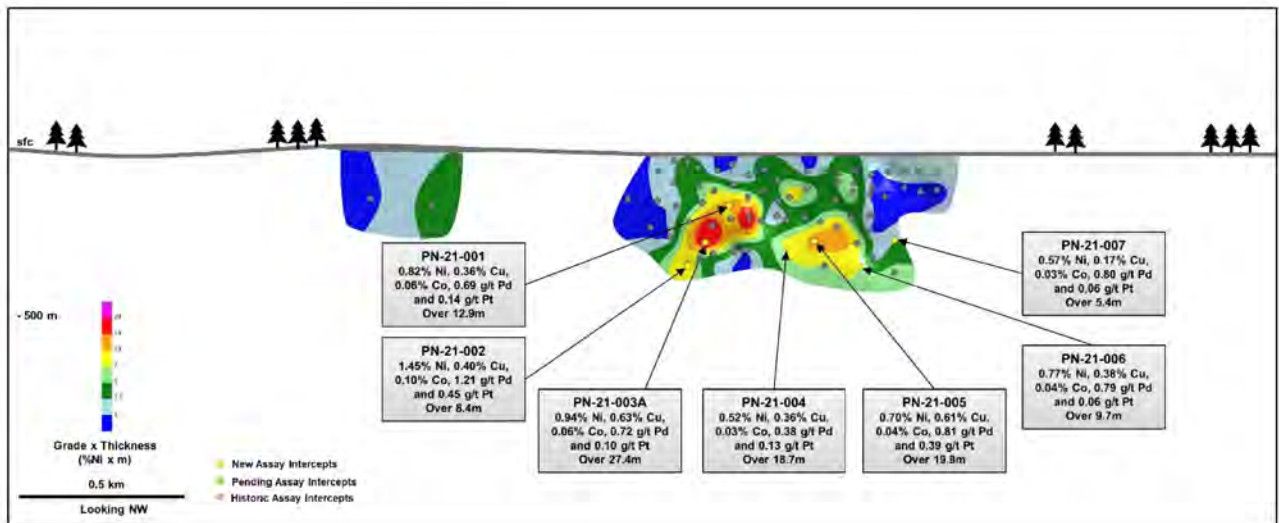 sfc
PN-21-001
0.82% Ni, 0.36% Cu,
0.06% Co, 0.69 g/t Pd
and 0.14 g/t Pt
Over 12.9m
PN-21-007
0.57% Ni, 0.17% Cu,
0.03% Co, 0.80 g/t Pd
and 0.06 g/t Pt
Over 5.4m
- 500 m
PN-21-002
1.45% Ni, 0.40% Cu,
0.10% Co, 1.21 g/t Pd
and 0.45 g/t Pt
Over 8.4m
PN-21-006
0.77% Ni, 0.38% Cu,
0.04% Co, 0.79 g/t Pd
and 0.06 g/t Pt
Over 9.7m
PN-21-003A
0.94% Ni, 0.63% Cu,
0.06% Co, 0.72 g/t Pd
and 0.10 g/t Pt
Over 27.4m
PN-21-004
0.52% Ni, 0.36% Cu,
0.03% Co, 0.38 g/t Pd
and 0.13 g/t Pt
Over 18.7m
PN-21-005
0.70% Ni, 0.61% Cu,
0.04% Co, 0.81 g/t Pd
and 0.39 g/t Pt
Over 19.8m
Grade x Thickness
(%Ni x m)
0.5 km
Looking NW
New Assay Intercepts
Pending Assay Intercepts
Historic Assay Intercepts